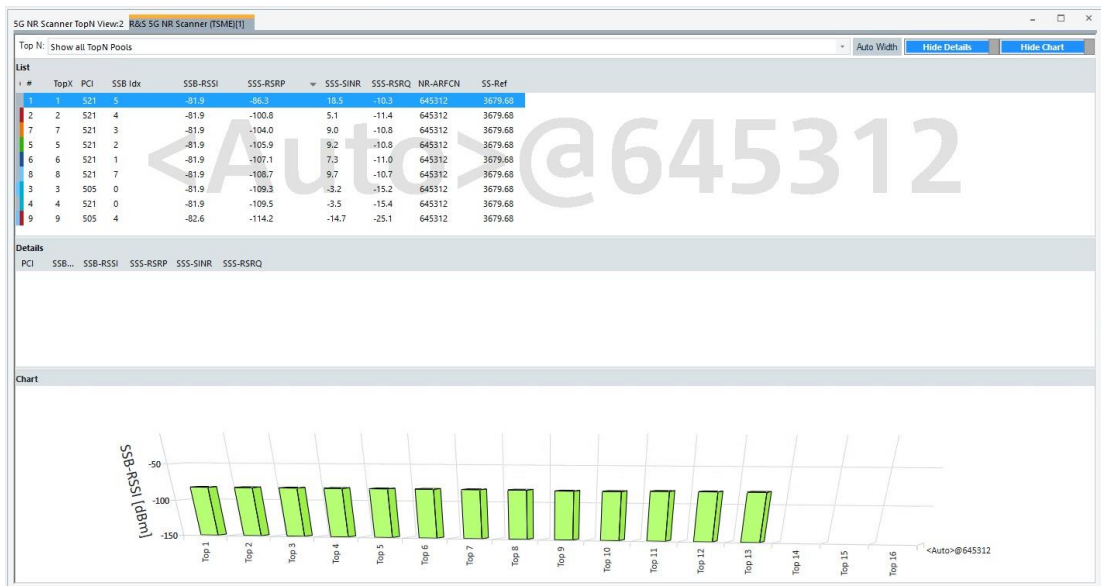 5G NR Scanner TopN View:2 R&S 5G NR Scanner (TSME)[1]
Top N: Show all TopN Pools Auto Width Hide Details Hide Chart
List
# TopX PCI SSB Idx SSB-RSSI SSS-RSRP SSS-SINR SSS-RSRQ NR-ARFCN SS-Ref
1 1 521 5 -81.9 -86.3 18.5 -10.3 645312 3679.68
2 2 521 4 -81.9 -100.8 5.1 -11.4 645312 3679.68
7 7 521 3 -81.9 -104.0 9.0 -10.8 645312 3679.68
5 5 521 2 -81.9 -105.9 9.2 -10.8 645312 3679.68
6 6 521 1 -81.9 -107.1 7.3 -11.0 645312 3679.68
8 8 521 7 -81.9 -108.7 9.7 -10.7 645312 3679.68
3 3 505 0 -81.9 -109.3 -3.2 -15.2 645312 3679.68
4 4 521 0 -81.9 -109.5 -3.5 -15.4 645312 3679.68
9 9 505 4 -82.6 -114.2 -14.7 -25.1 645312 3679.68
<Auto>@645312
Details
PCI SSB... SSB-RSSI SSS-RSRP SSS-SINR SSS-RSRQ
Chart
SSB-RSSI [dBm]
-50
-100
-150
Top 1 Top 2 Top 3 Top 4 Top 5 Top 6 Top 7 Top 8 Top 9 Top 10 Top 11 Top 12 Top 13 Top 14 Top 15 Top 16
<Auto>@645312